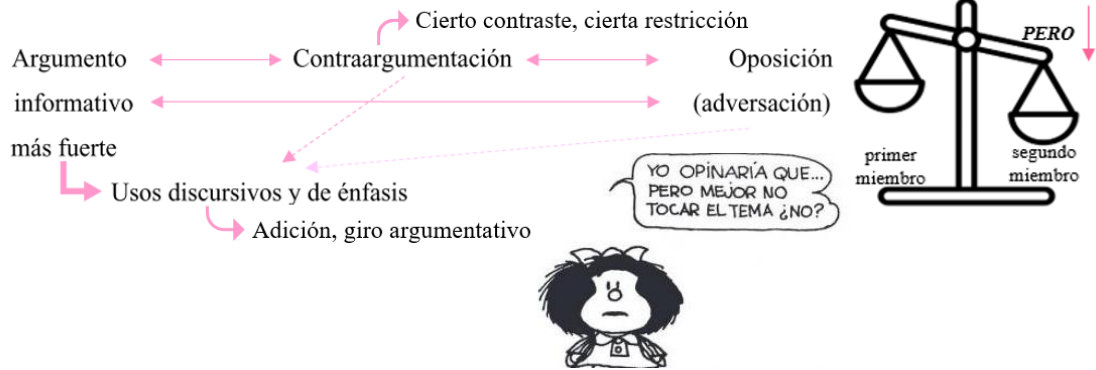 Cierto contraste, cierta restricción
Argumento
informativo
más fuerte
Contraargumentación
Oposición
(adversación)
Usos discursivos y de énfasis
Adición, giro argumentativo
PERO
primer
miembro
segundo
miembro
YO OPINARÍA QUE...
PERO MEJOR NO
TOCAR EL TEMA ¿NO?